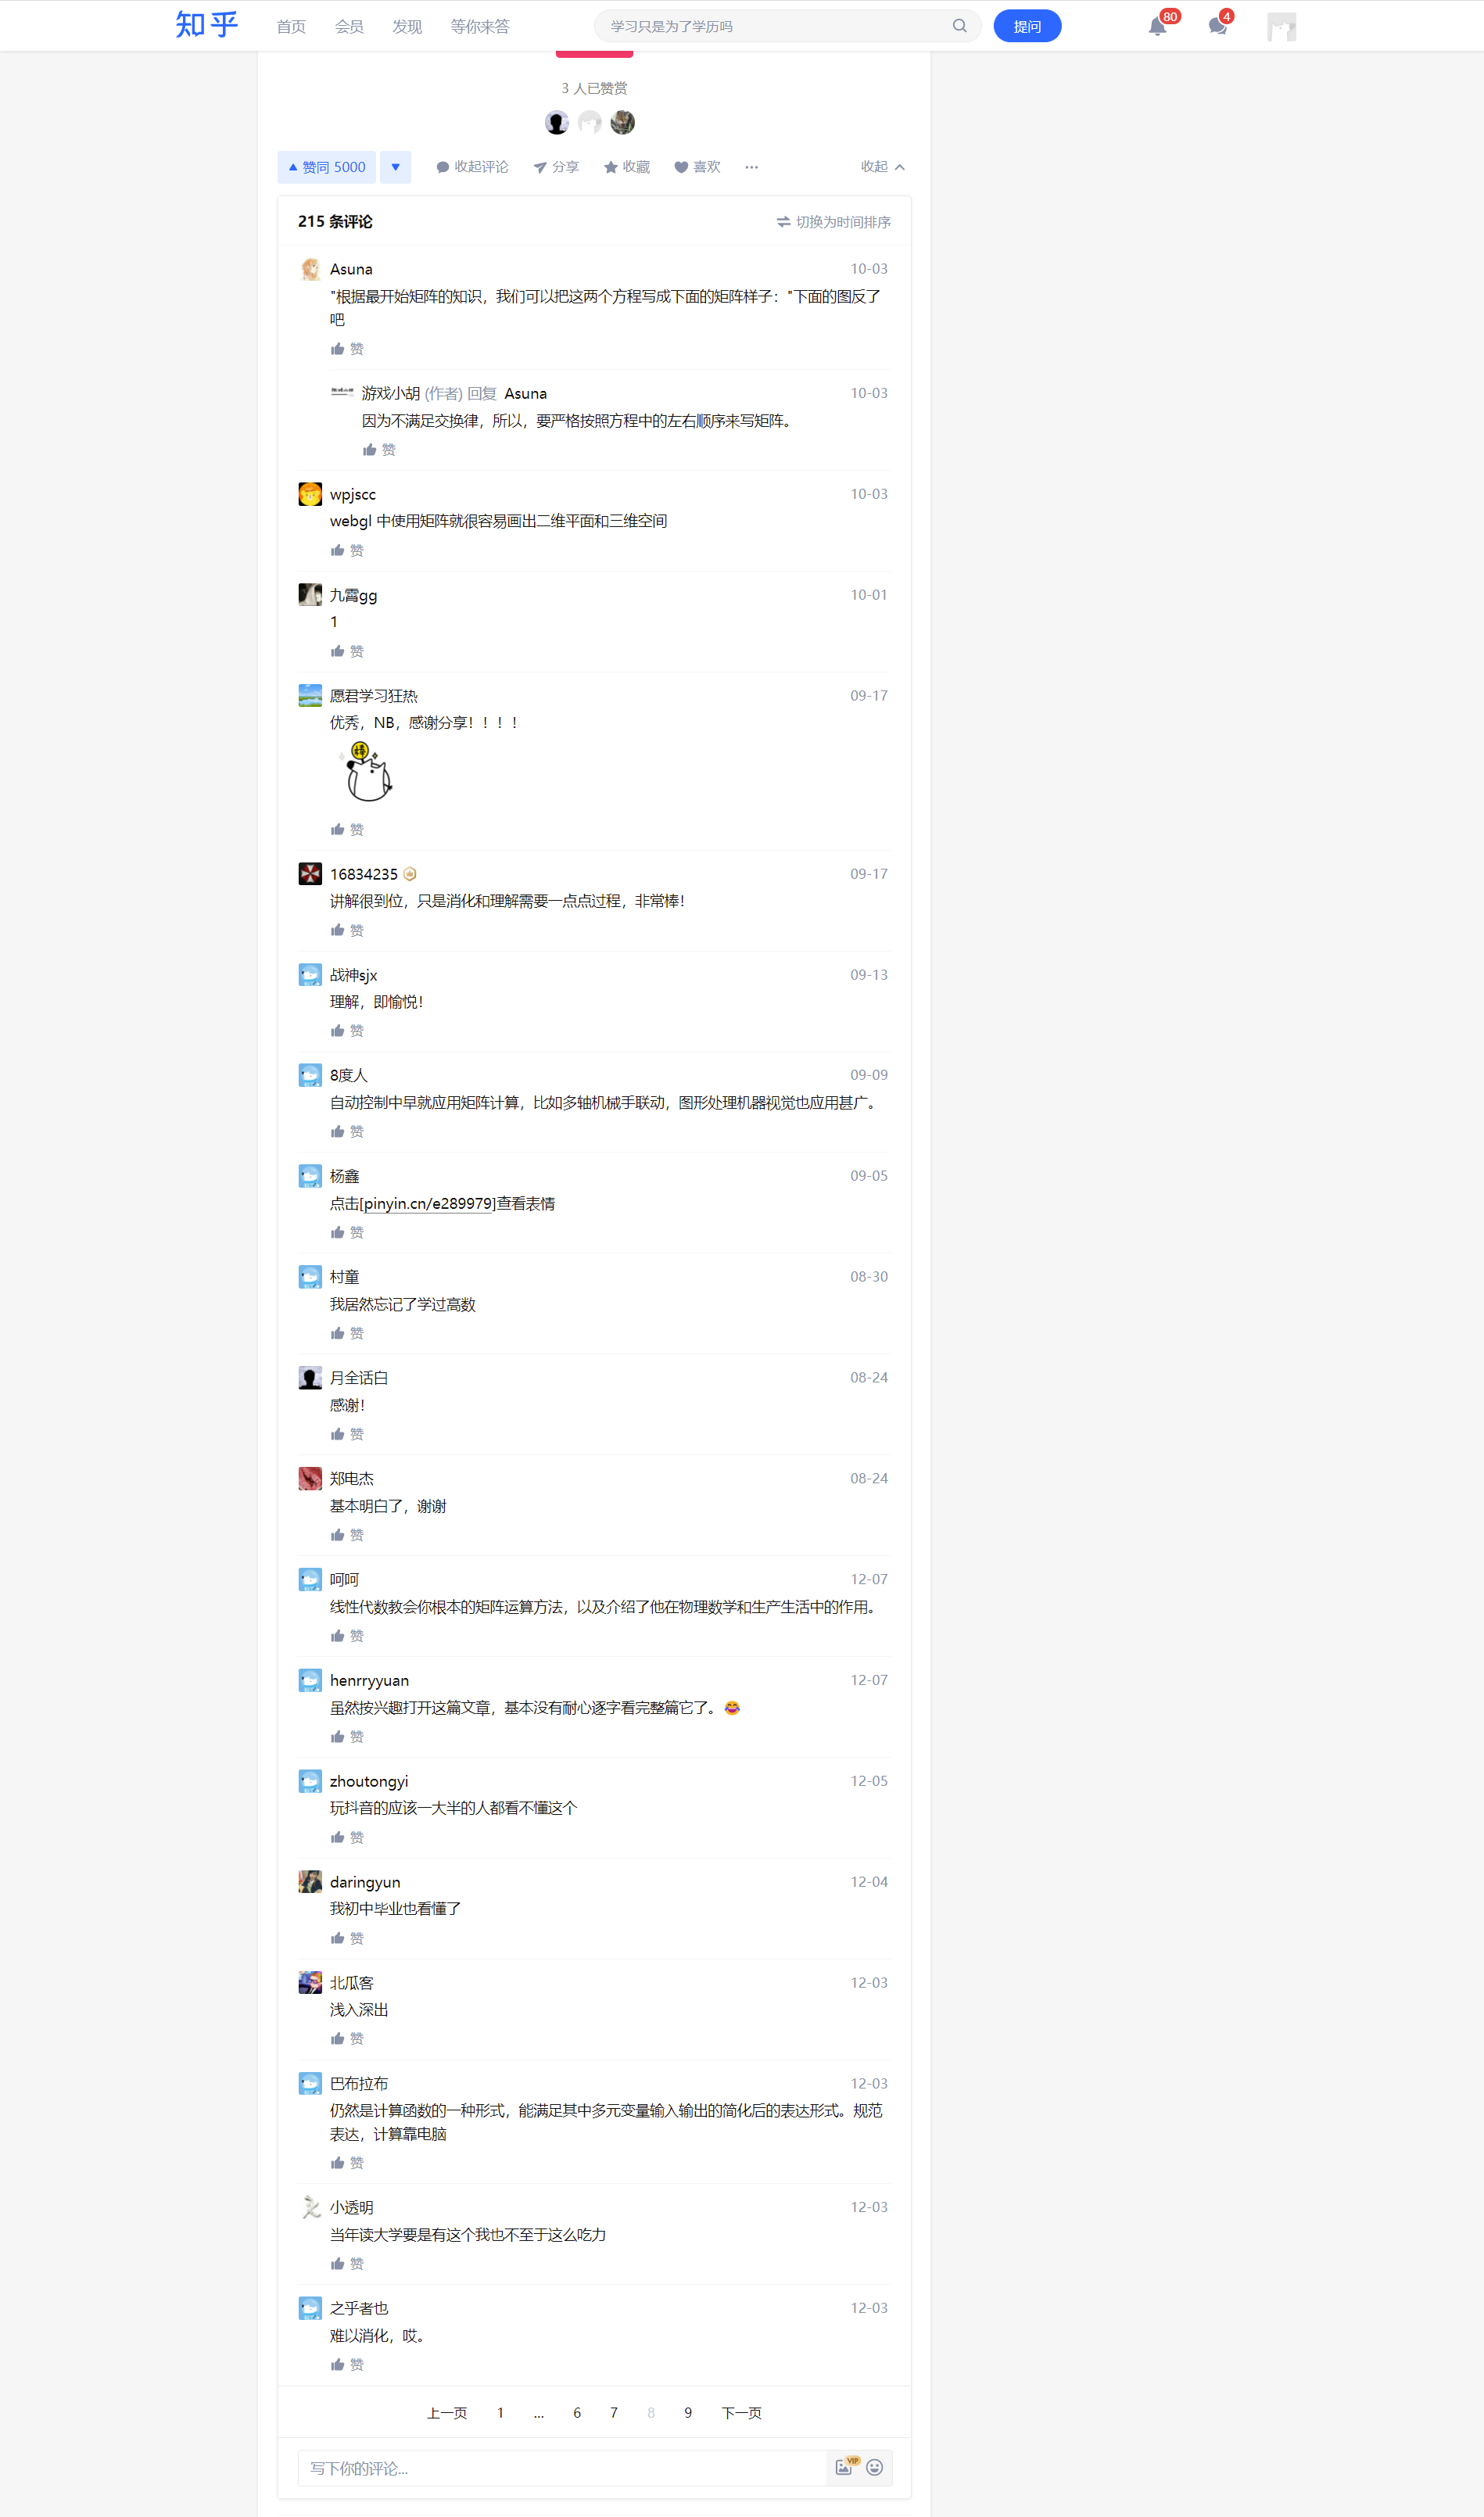 知乎 首页 会员 发现 等你来答 学习只是为了学历吗 提问 80 4
3 人已赞赏
赞同 5000 收起评论 分享 收藏 喜欢 ··· 收起
215 条评论 切换为时间排序
Asuna 10-03
"根据最开始矩阵的知识，我们可以把这两个方程写成下面的矩阵样子："下面的图反了
吧
赞
游戏小胡 (作者) 回复 Asuna 10-03
因为不满足交换律，所以，要严格按照方程中的左右顺序来写矩阵。
赞
wpjscc 10-03
webgl 中使用矩阵就很容易画出二维平面和三维空间
赞
九霄gg 10-01
1
赞
愿君学习狂热 09-17
优秀，NB，感谢分享！！！！
棒
赞
16834235 09-17
讲解很到位，只是消化和理解需要一点点过程，非常棒！
赞
战神sjx 09-13
理解，即愉悦！
赞
8度人 09-09
自动控制中早就应用矩阵计算，比如多轴机械手联动，图形处理机器视觉也应用甚广。
赞
杨鑫 09-05
点击[pinyin.cn/e289979]查看表情
赞
村童 08-30
我居然忘记了学过高数
赞
月全话白 08-24
感谢！
赞
郑电杰 08-24
基本明白了，谢谢
赞
呵呵 12-07
线性代数教会你根本的矩阵运算方法，以及介绍了他在物理数学和生产生活中的作用。
赞
henrryyuan 12-07
虽然按兴趣打开这篇文章，基本没有耐心逐字看完整篇它了。😂
赞
zhoutongyi 12-05
玩抖音的应该一大半的人都看不懂这个
赞
daringyun 12-04
我初中毕业也看懂了
赞
北瓜客 12-03
浅入深出
赞
巴布拉布 12-03
仍然是计算函数的一种形式，能满足其中多元变量输入输出的简化后的表达形式。规范
表达，计算靠电脑
赞
小透明 12-03
当年读大学要是有这个我也不至于这么吃力
赞
之乎者也 12-03
难以消化，哎。
赞
上一页 1 ... 6 7 8 9 下一页
写下你的评论... VIP